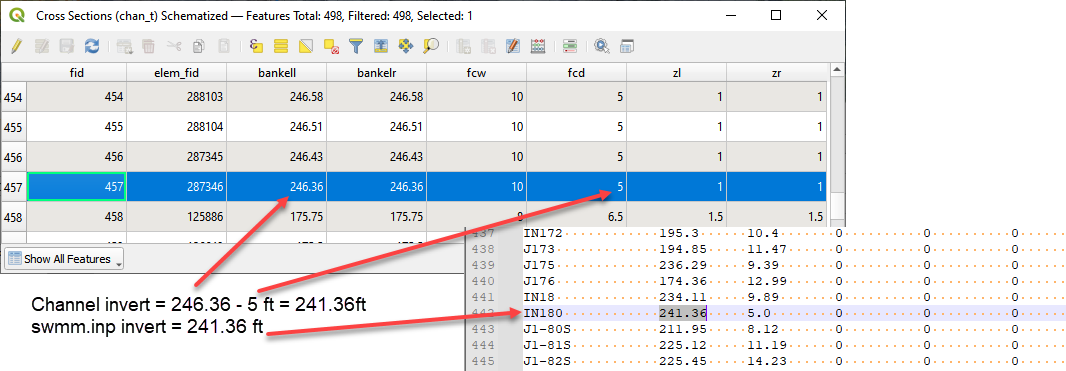 Cross Sections (chan_t) Schematized — Features Total: 498, Filtered: 498, Selected: 1
fid elem_fid bankell bankelr fcw fcd zl zr
454 454 288103 246.58 246.58 10 5 1 1
455 455 288104 246.51 246.51 10 5 1 1
456 456 287345 246.43 246.43 10 5 1 1
457 457 287346 246.36 246.36 10 5 1 1
458 458 125886 175.75 175.75 6.5 1.5 1.5
Show All Features
Channel invert = 246.36 - 5 ft = 241.36ft
swmm.inp invert = 241.36 ft
437 IN172 195.3 10.4 0 0 0
438 J173 194.85 11.47 0 0 0
439 J175 236.29 9.39 0 0 0
440 J176 174.36 12.99 0 0 0
441 IN18 234.11 9.89 0 0 0
442 IN180 241.36 5.0 0 0 0
443 J1-80S 211.95 8.12 0 0 0
444 J1-81S 225.12 11.19 0 0 0
445 J1-82S 225.45 14.23 0 0 0